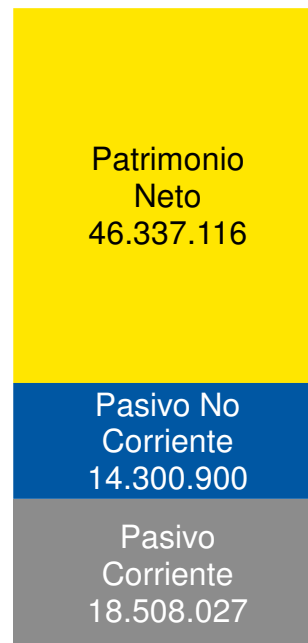 Patrimonio
Neto
46.337.116
Pasivo No
Corriente
14.300.900
Pasivo
Corriente
18.508.027